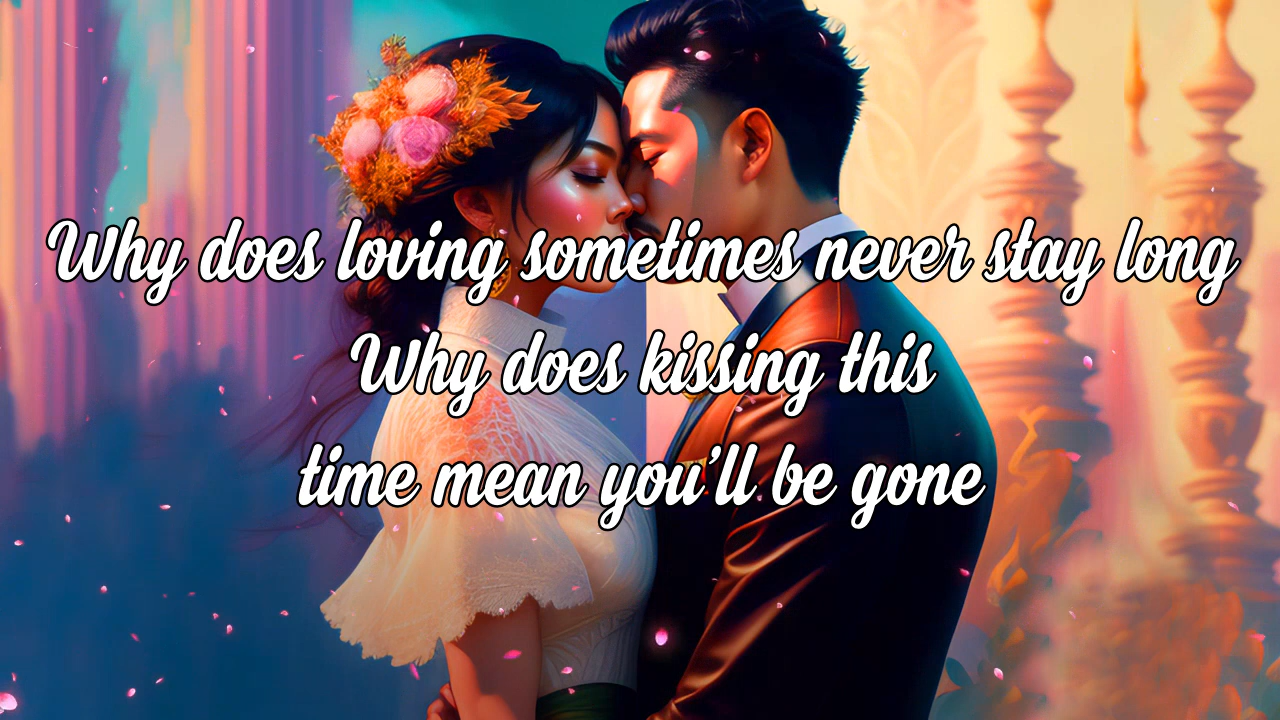 Why does loving sometimes never stay long
Why does kissing this
time mean you'll be gone